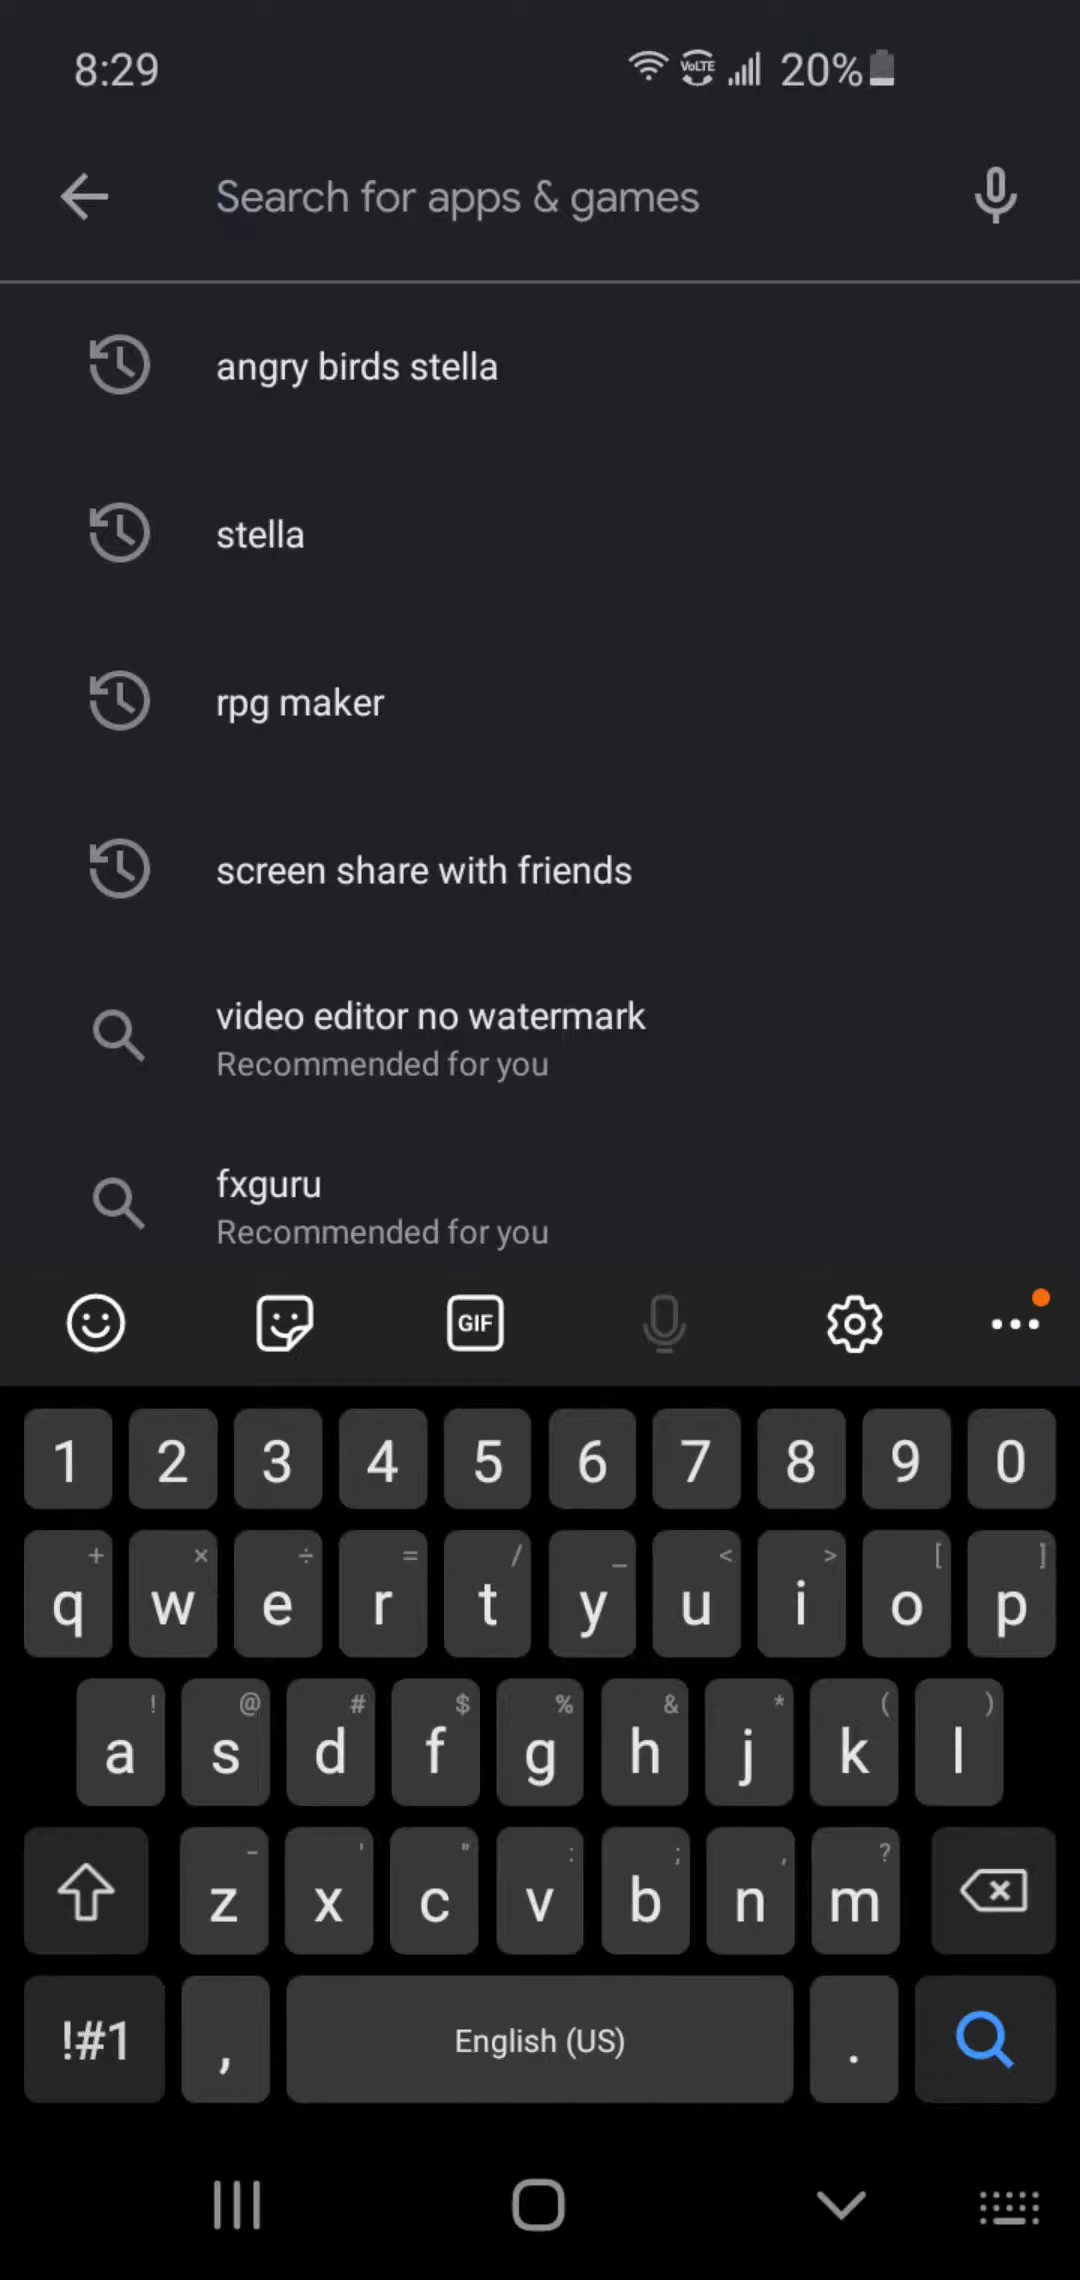 8:29 VoLTE 20%
Search for apps & games
angry birds stella
stella
rpg maker
screen share with friends
video editor no watermark
Recommended for you
fxguru
Recommended for you
GIF
1 2 3 4 5 6 7 8 9 0
+ × ÷ = / _ < > [ ]
q w e r t y u i o p
! @ # $ % & * ( )
a s d f g h j k l
- ' " : ; , ?
z x c v b n m
!#1 , English (US) .